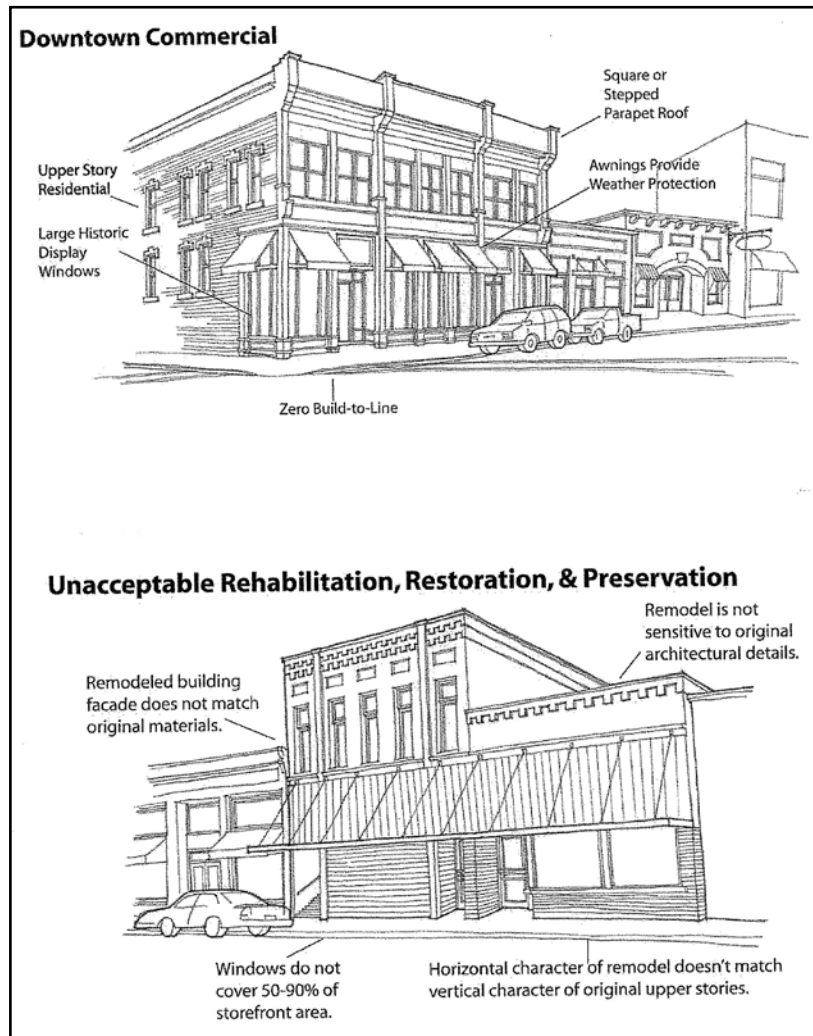 Downtown Commercial
Square or
Stepped
Parapet Roof
Upper Story
Residential
Awnings Provide
Weather Protection
Large Historic
Display
Windows
Zero Build-to-Line
Unacceptable Rehabilitation, Restoration, & Preservation
Remodel is not
sensitive to original
architectural details.
Remodeled building
facade does not match
original materials.
Windows do not
cover 50-90% of
storefront area.
Horizontal character of remodel doesn't match
vertical character of original upper stories.